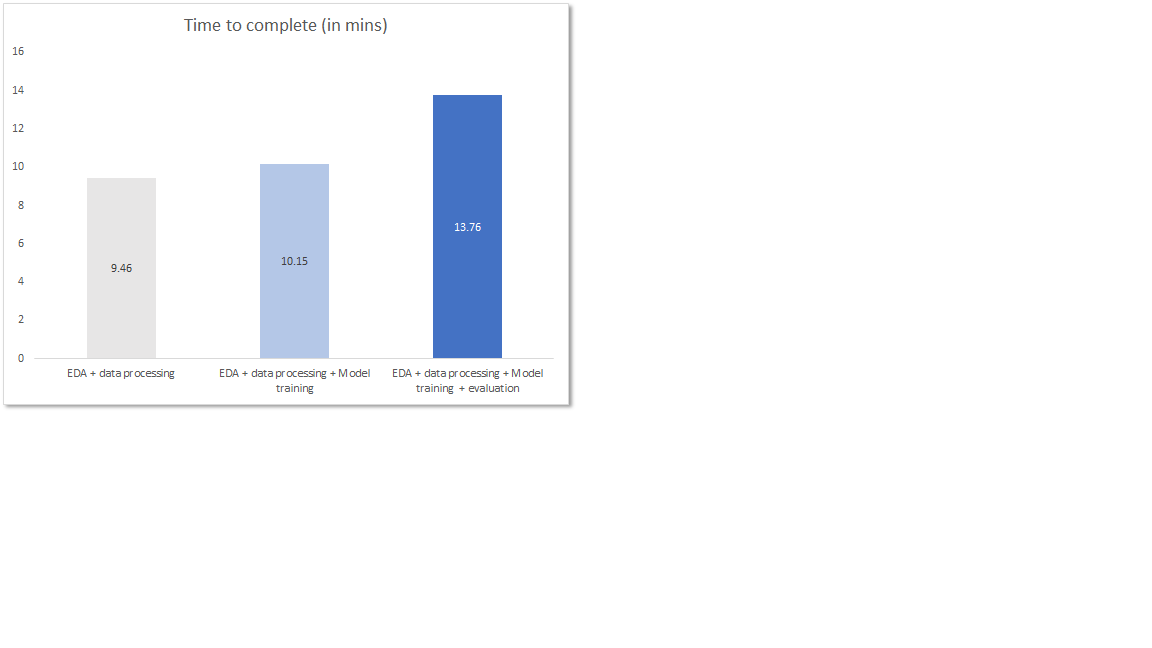 Time to complete (in mins)
16
14
12
10
8
6
4
2
0
9.46
10.15
13.76
EDA + data processing
EDA + data processing + Model
training
EDA + data processing + Model
training + evaluation